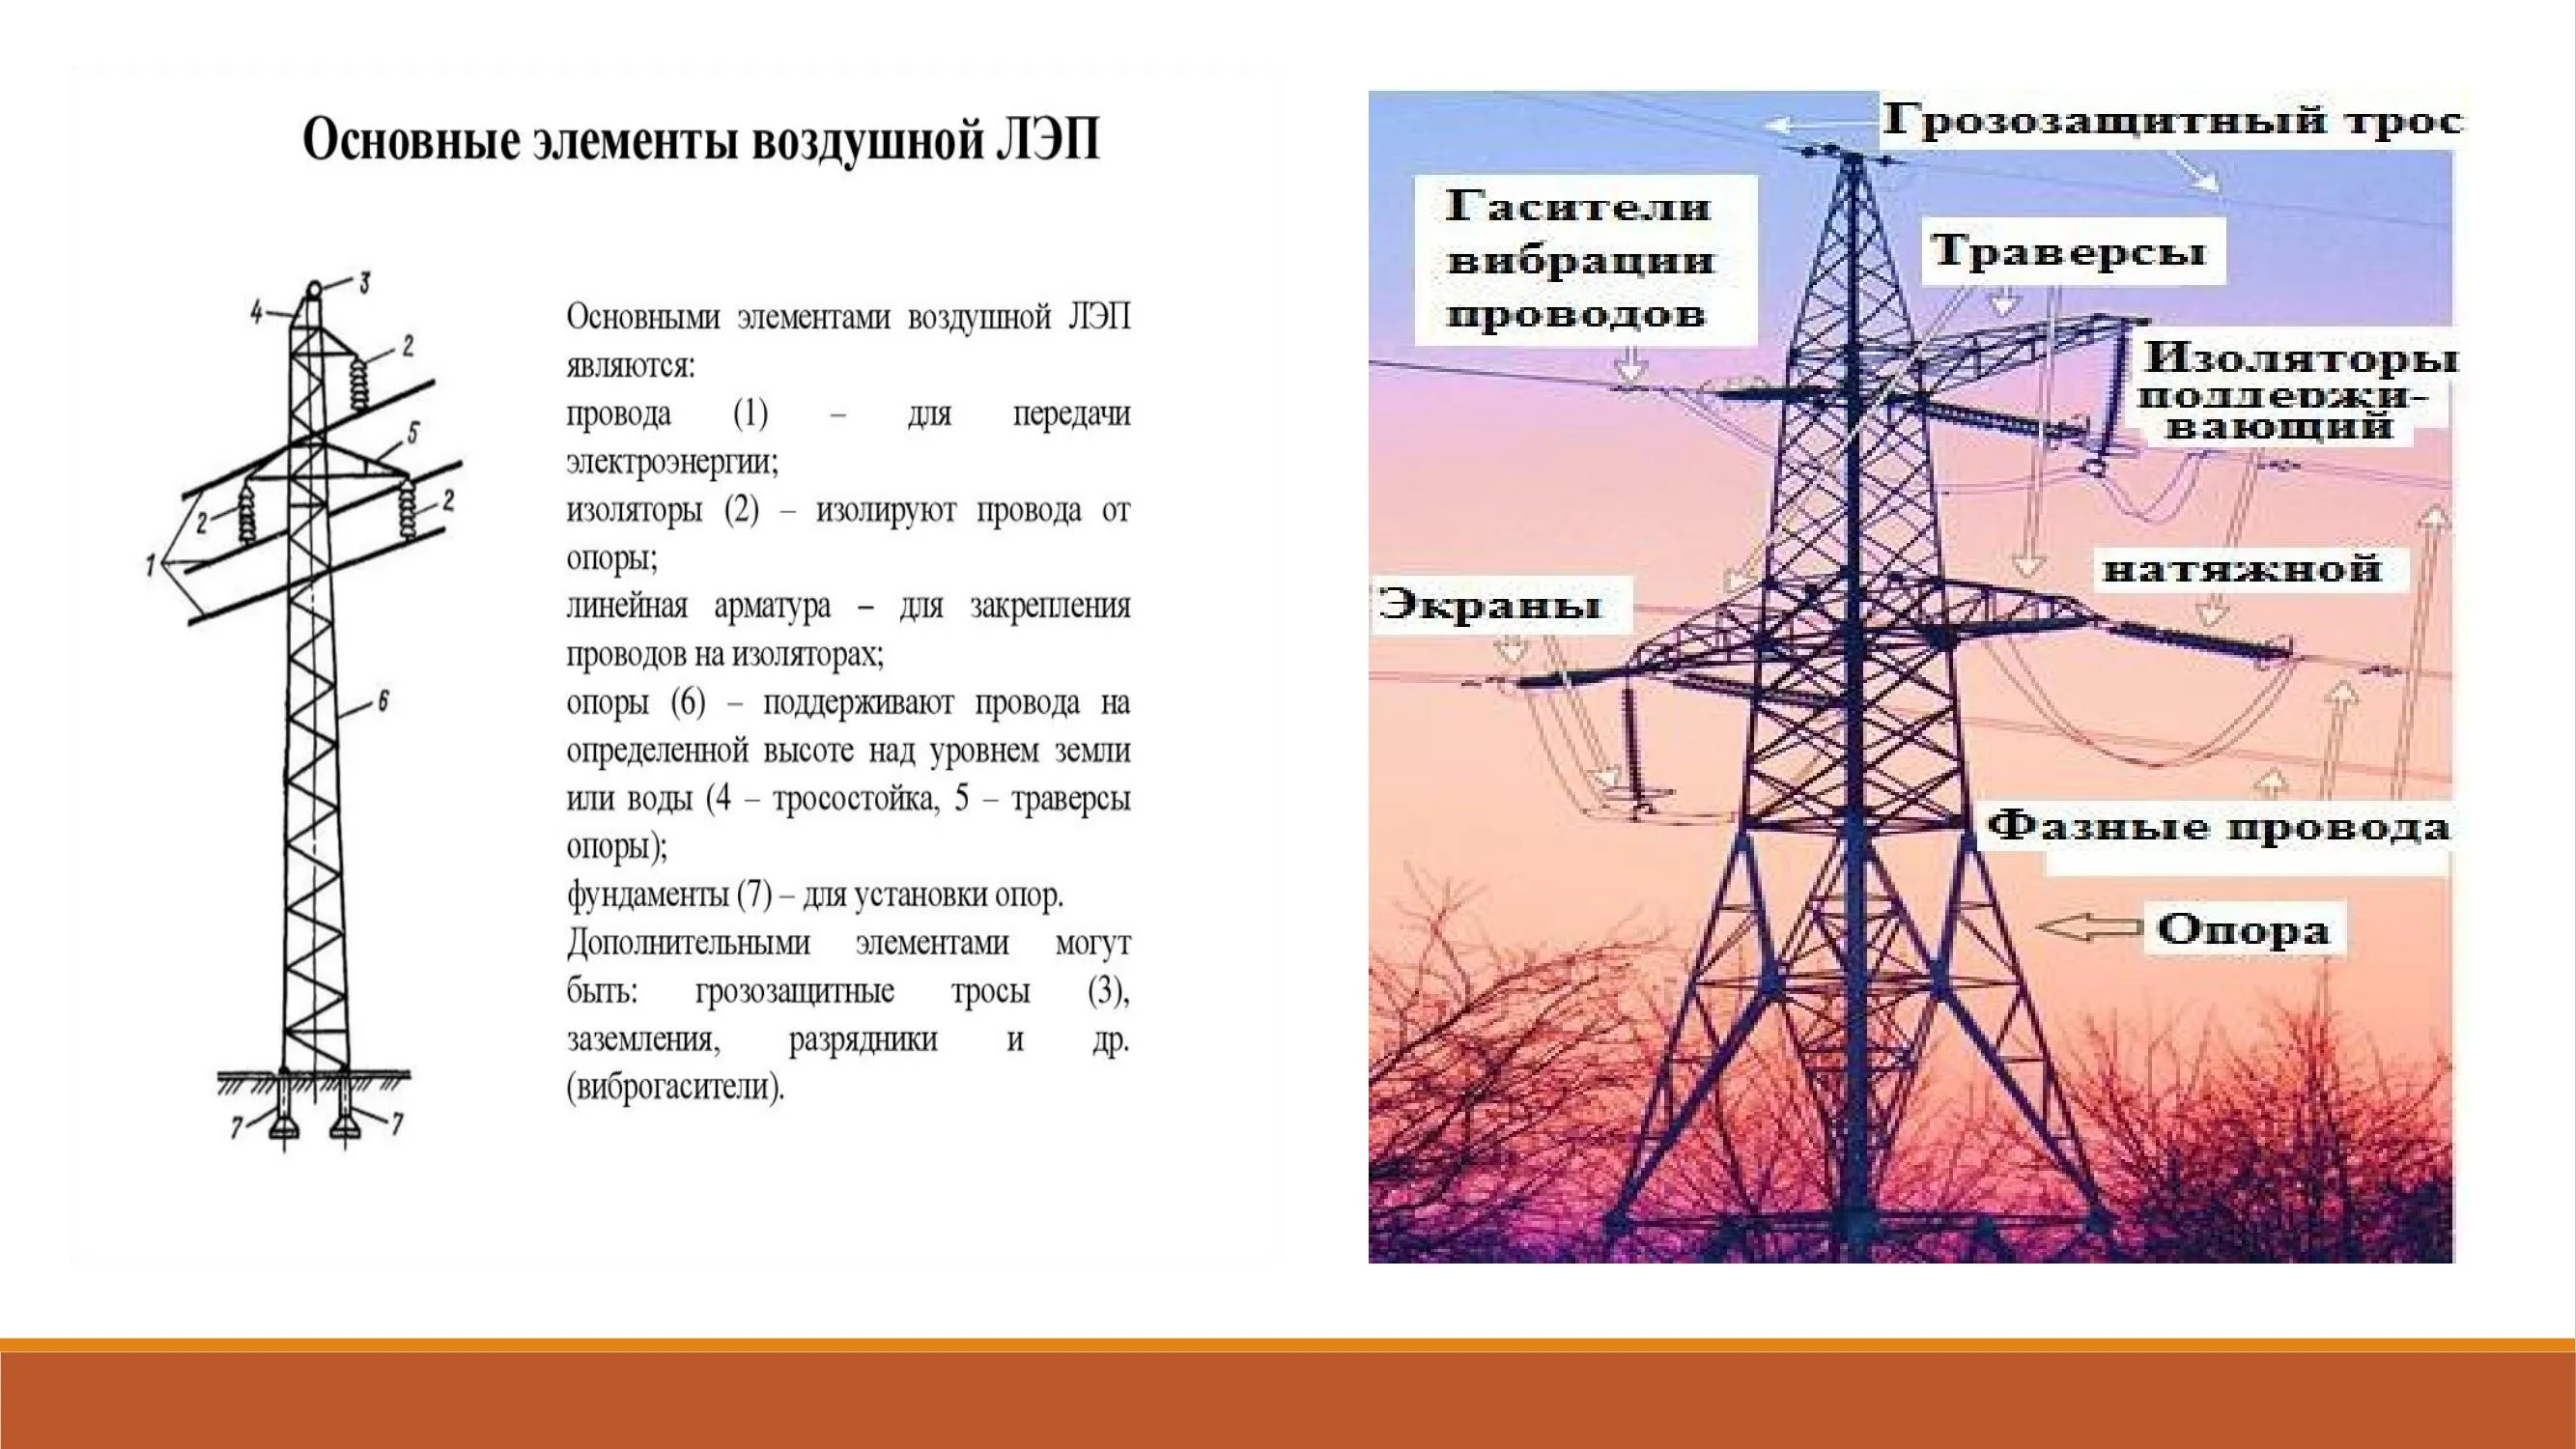 Основные элементы воздушной ЛЭП
3
4
2
5
2
2
1
6
7
7
Основными элементами воздушной ЛЭП
являются:
провода (1) – для передачи
электроэнергии;
изоляторы (2) – изолируют провода от
опоры;
линейная арматура – для закрепления
проводов на изоляторах;
опоры (6) – поддерживают провода на
определенной высоте над уровнем земли
или воды (4 – тросостойка, 5 – траверсы
опоры);
фундаменты (7) – для установки опор.
Дополнительными элементами могут
быть: грозозащитные тросы (3),
заземления, разрядники и др.
(виброгасители).
Грозозащитный трос
Гасители
вибрации
проводов
Траверсы
Изоляторы
поддержи-
вающий
натяжной
Экраны
Фазные провода
Опора